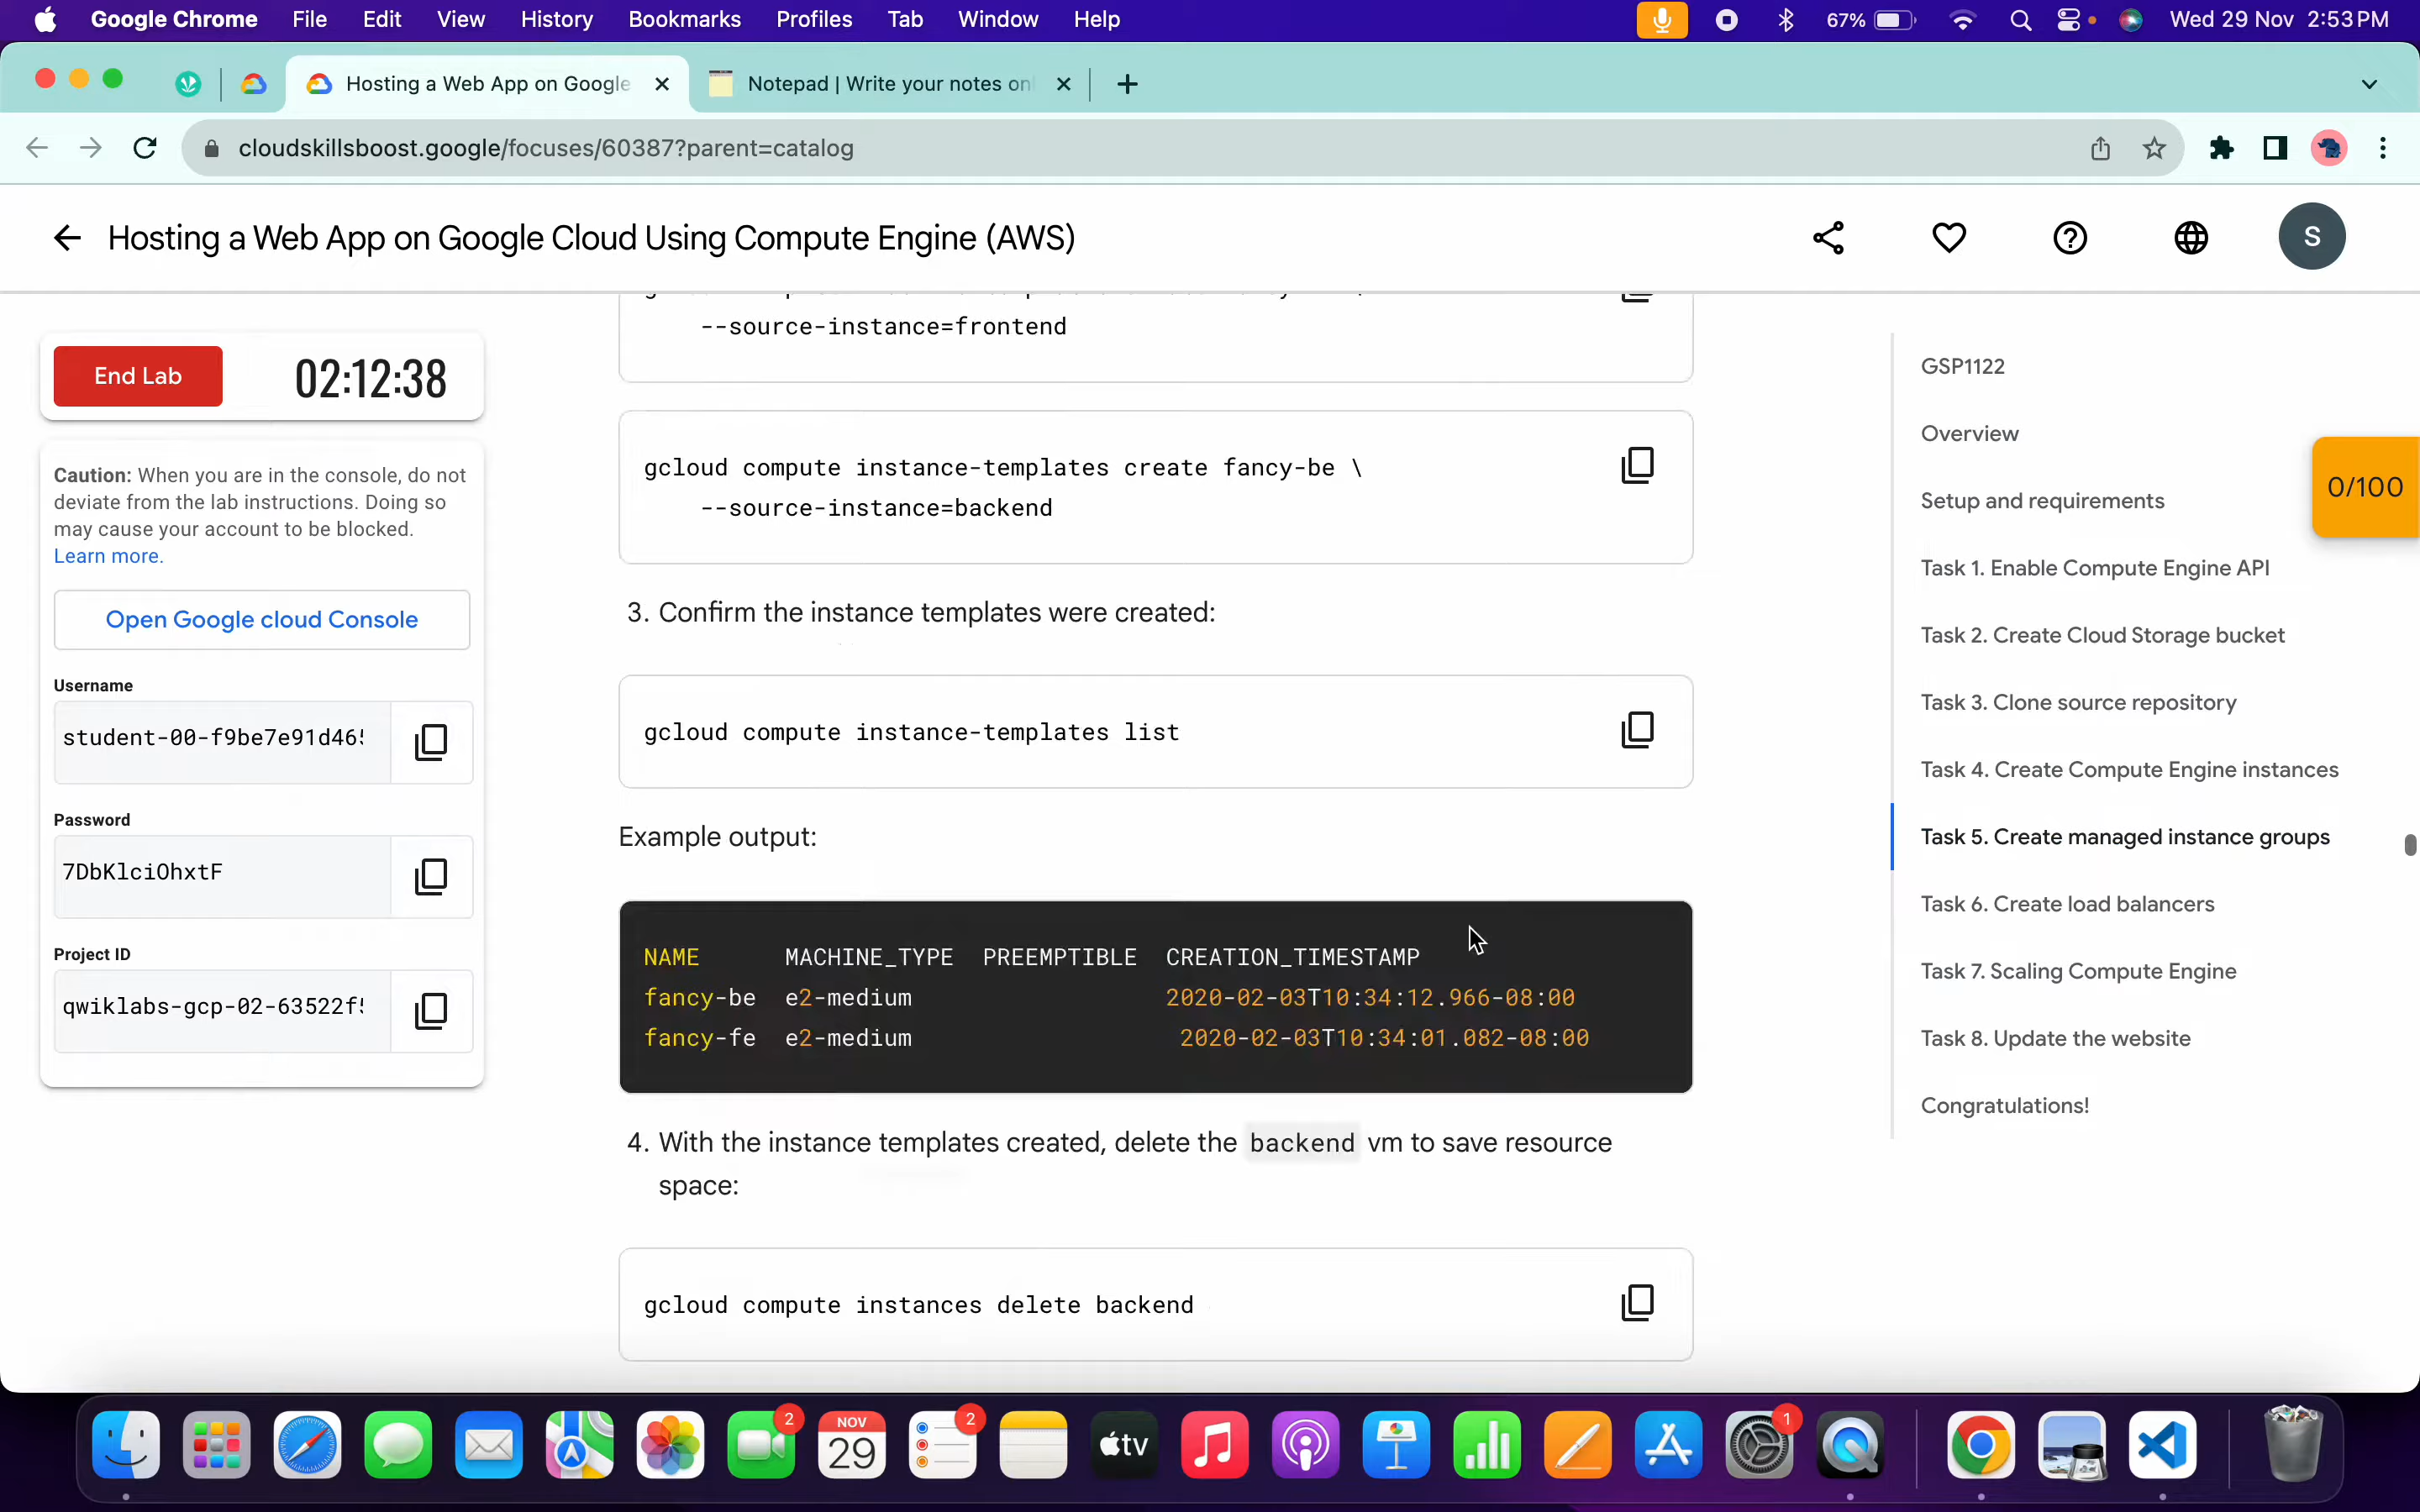 Google Chrome File Edit View History Bookmarks Profiles Tab Window Help 67% Wed 29 Nov 2:53 PM
Hosting a Web App on Google Notepad | Write your notes on
cloudskillsboost.google/focuses/60387?parent=catalog
Hosting a Web App on Google Cloud Using Compute Engine (AWS) S
End Lab 02:12:38
Caution: When you are in the console, do not
deviate from the lab instructions. Doing so
may cause your account to be blocked.
Learn more.
Open Google cloud Console
Username
student-00-f9be7e91d465
Password
7DbKlciOhxtF
Project ID
qwiklabs-gcp-02-63522f5
--source-instance=frontend
gcloud compute instance-templates create fancy-be \
--source-instance=backend
3. Confirm the instance templates were created:
gcloud compute instance-templates list
Example output:
NAME MACHINE_TYPE PREEMPTIBLE CREATION_TIMESTAMP
fancy-be e2-medium 2020-02-03T10:34:12.966-08:00
fancy-fe e2-medium 2020-02-03T10:34:01.082-08:00
4. With the instance templates created, delete the backend vm to save resource
space:
gcloud compute instances delete backend
GSP1122
Overview
Setup and requirements
Task 1. Enable Compute Engine API
Task 2. Create Cloud Storage bucket
Task 3. Clone source repository
Task 4. Create Compute Engine instances
Task 5. Create managed instance groups
Task 6. Create load balancers
Task 7. Scaling Compute Engine
Task 8. Update the website
Congratulations!
0/100
2 NOV 29 2 tv 1